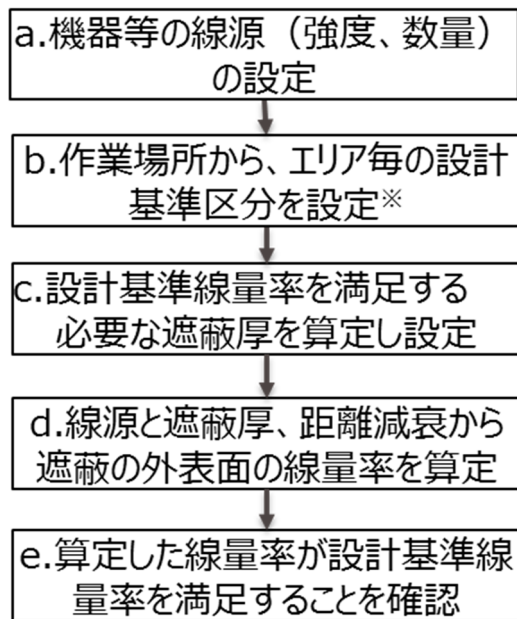 a.機器等の線源（強度、数量）
の設定
b.作業場所から、エリア毎の設計
基準区分を設定※
c.設計基準線量率を満足する
必要な遮蔽厚を算定し設定
d.線源と遮蔽厚、距離減衰から
遮蔽の外表面の線量率を算定
e.算定した線量率が設計基準線
量率を満足することを確認